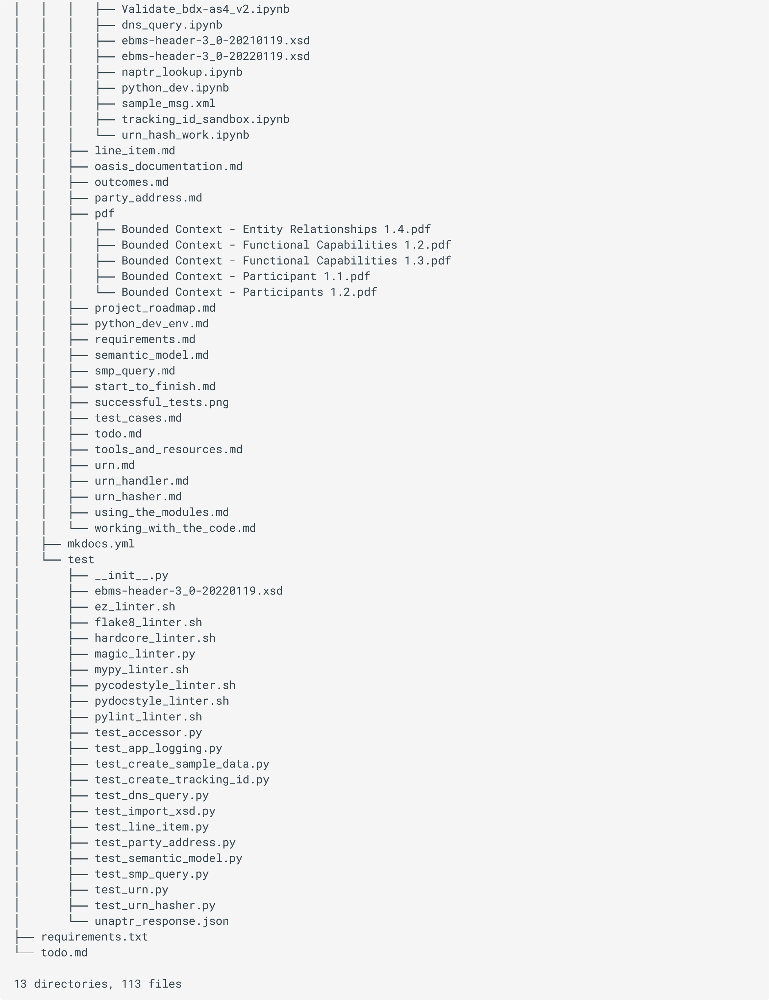 │   │   │   ├── Validate_bdx-as4_v2.ipynb
│   │   │   ├── dns_query.ipynb
│   │   │   ├── ebms-header-3_0-20210119.xsd
│   │   │   ├── ebms-header-3_0-20220119.xsd
│   │   │   ├── naptr_lookup.ipynb
│   │   │   ├── python_dev.ipynb
│   │   │   ├── sample_msg.xml
│   │   │   ├── tracking_id_sandbox.ipynb
│   │   │   └── urn_hash_work.ipynb
│   │   ├── line_item.md
│   │   ├── oasis_documentation.md
│   │   ├── outcomes.md
│   │   ├── party_address.md
│   │   ├── pdf
│   │   │   ├── Bounded Context - Entity Relationships 1.4.pdf
│   │   │   ├── Bounded Context - Functional Capabilities 1.2.pdf
│   │   │   ├── Bounded Context - Functional Capabilities 1.3.pdf
│   │   │   ├── Bounded Context - Participant 1.1.pdf
│   │   │   └── Bounded Context - Participants 1.2.pdf
│   │   ├── project_roadmap.md
│   │   ├── python_dev_env.md
│   │   ├── requirements.md
│   │   ├── semantic_model.md
│   │   ├── smp_query.md
│   │   ├── start_to_finish.md
│   │   ├── successful_tests.png
│   │   ├── test_cases.md
│   │   ├── todo.md
│   │   ├── tools_and_resources.md
│   │   ├── urn.md
│   │   ├── urn_handler.md
│   │   ├── urn_hasher.md
│   │   ├── using_the_modules.md
│   │   └── working_with_the_code.md
│   ├── mkdocs.yml
│   └── test
│       ├── __init__.py
│       ├── ebms-header-3_0-20220119.xsd
│       ├── ez_linter.sh
│       ├── flake8_linter.sh
│       ├── hardcore_linter.sh
│       ├── magic_linter.py
│       ├── mypy_linter.sh
│       ├── pycodestyle_linter.sh
│       ├── pydocstyle_linter.sh
│       ├── pylint_linter.sh
│       ├── test_accessor.py
│       ├── test_app_logging.py
│       ├── test_create_sample_data.py
│       ├── test_create_tracking_id.py
│       ├── test_dns_query.py
│       ├── test_import_xsd.py
│       ├── test_line_item.py
│       ├── test_party_address.py
│       ├── test_semantic_model.py
│       ├── test_smp_query.py
│       ├── test_urn.py
│       ├── test_urn_hasher.py
│       └── unaptr_response.json
├── requirements.txt
└── todo.md
13 directories, 113 files